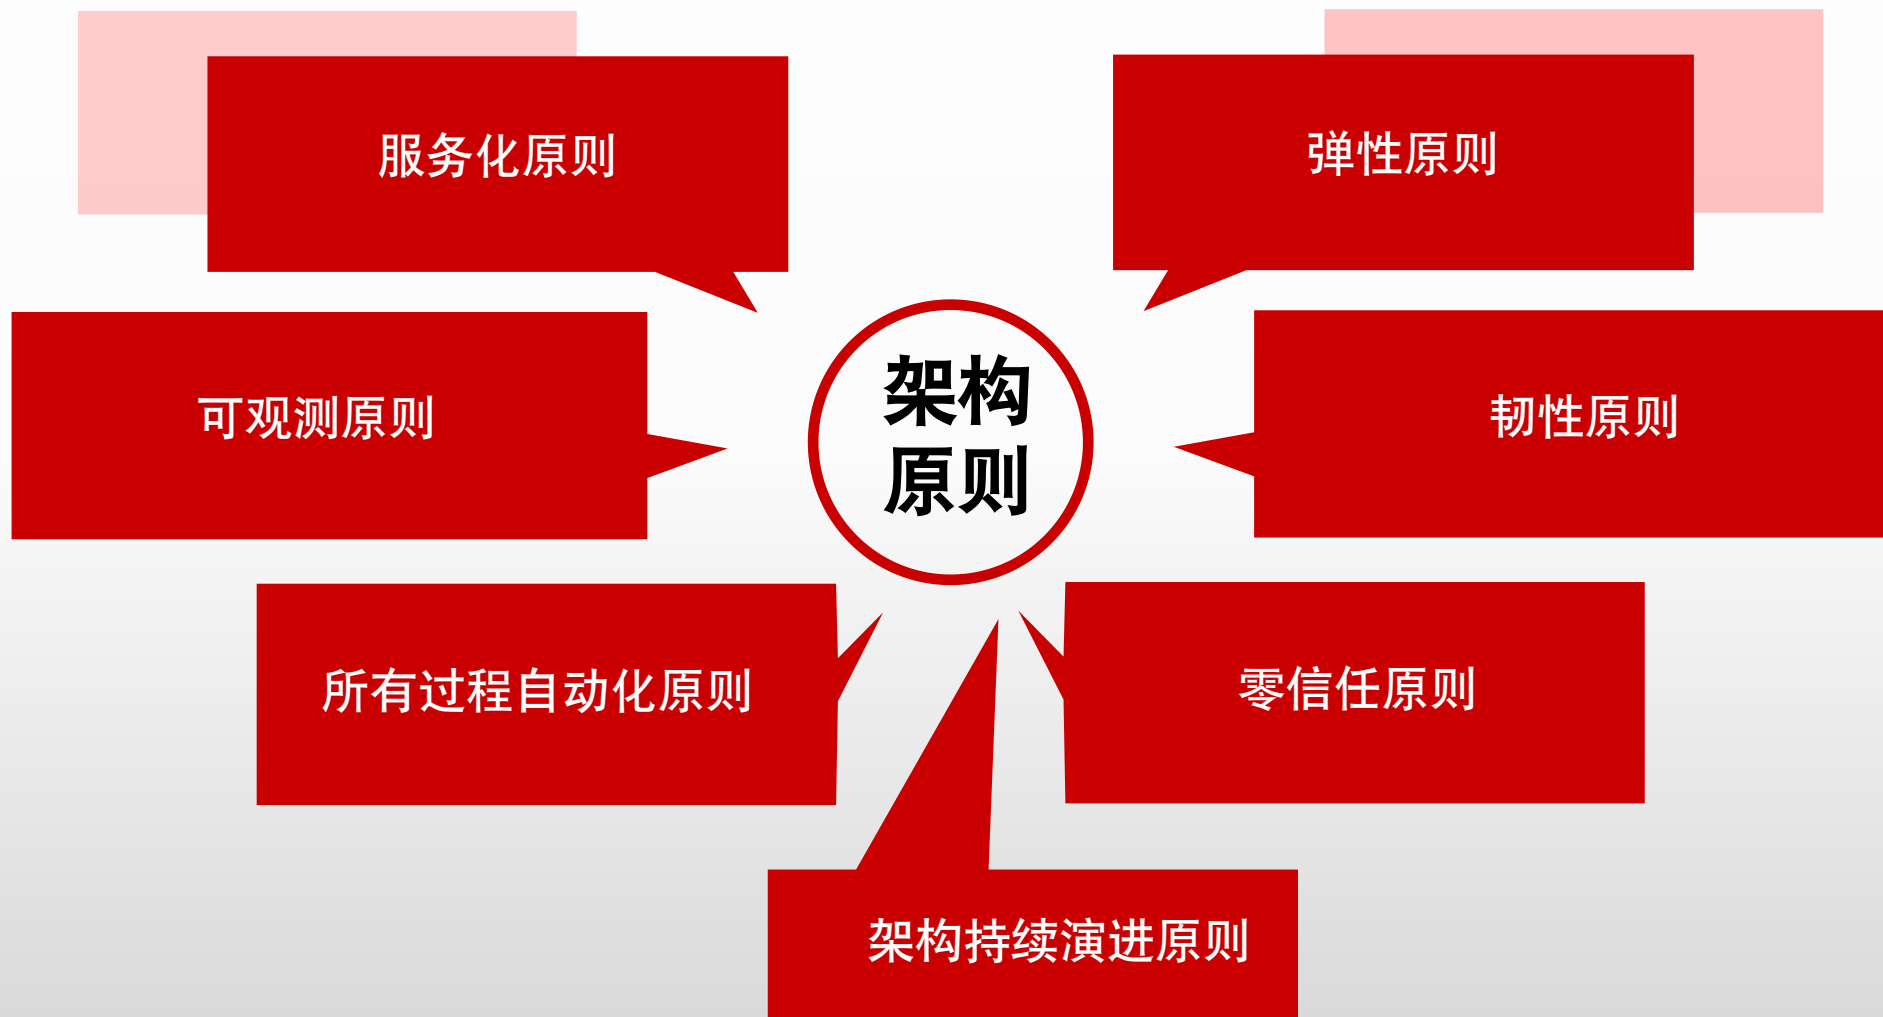 服务化原则
弹性原则
架构
原则
可观测原则
韧性原则
所有过程自动化原则
零信任原则
架构持续演进原则